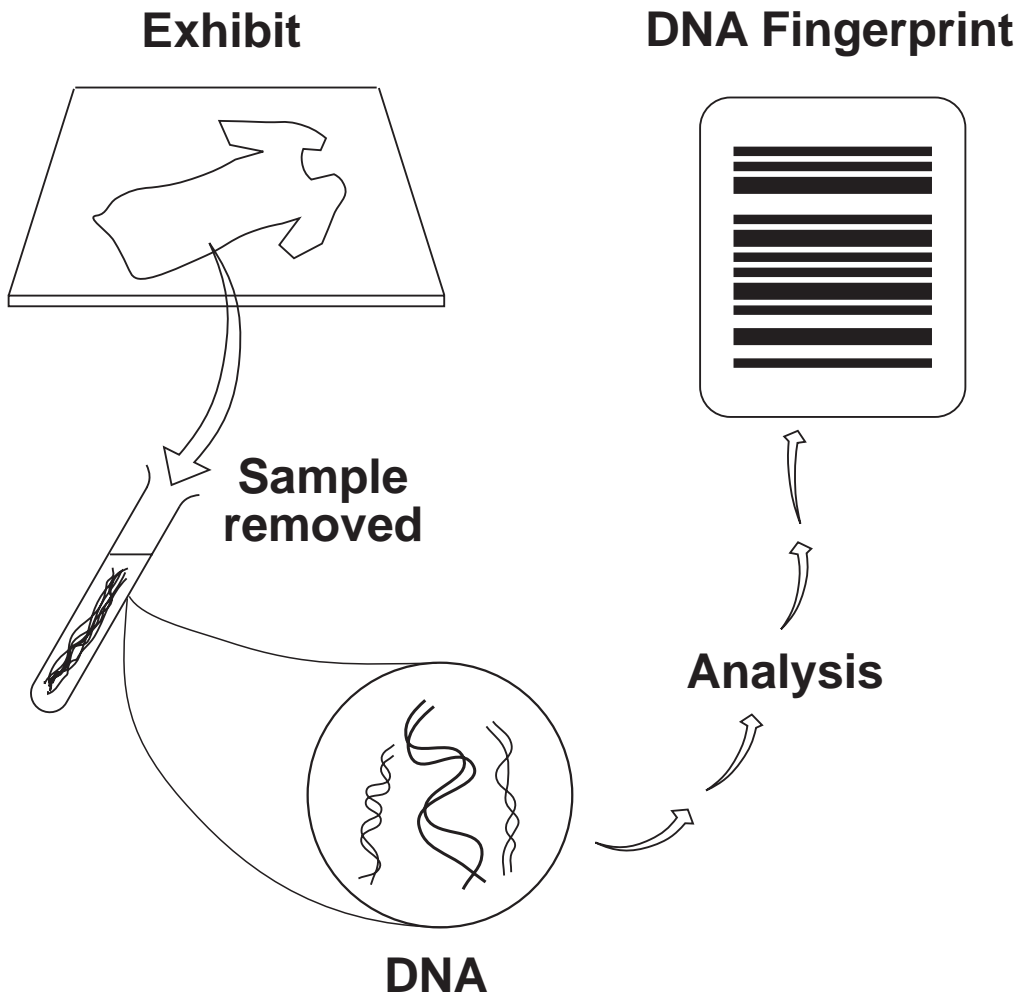 Exhibit
DNA Fingerprint
Sample
removed
Analysis
DNA